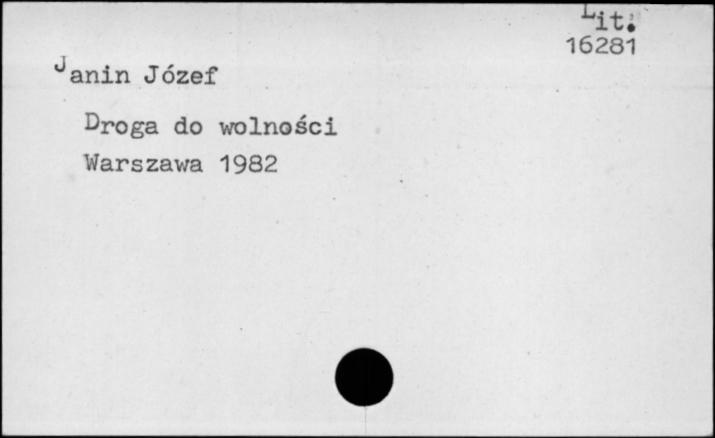 Lit.
16281
Janin Józef
Droga do wolności
Warszawa 1982